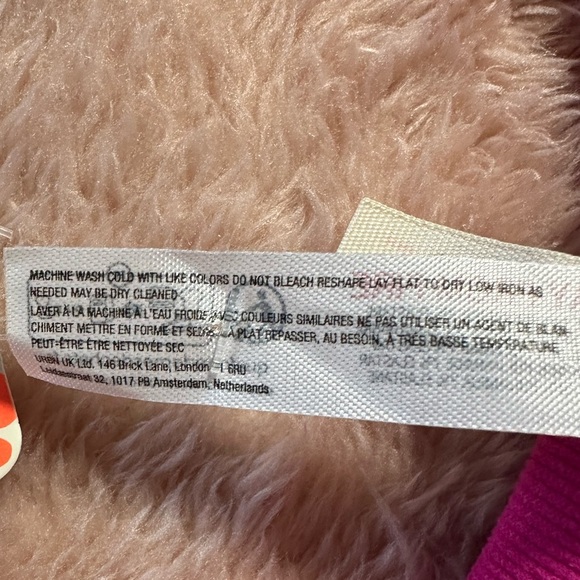 MACHINE WASH COLD WITH LIKE COLORS DO NOT BLEACH RESHAPE LAY FLAT TO DRY LOW IRON AS
NEEDED MAY BE DRY CLEANED
LAVER À LA MACHINE À L'EAU FROIDE AVEC COULEURS SIMILAIRES NE PAS UTILISER UN AGENT DE BLAN-
CHIMENT METTRE EN FORME ET SÉCHER À PLAT REPASSER, AU BESOIN, À TRÈS BASSE TEMPÉRATURE
PEUT-ÊTRE ÊTRE NETTOYÉE SEC
URBN UK Ltd. 146 Brick Lane, London 6RU
Leidsestraat 32, 1017 PB Amsterdam, Netherlands